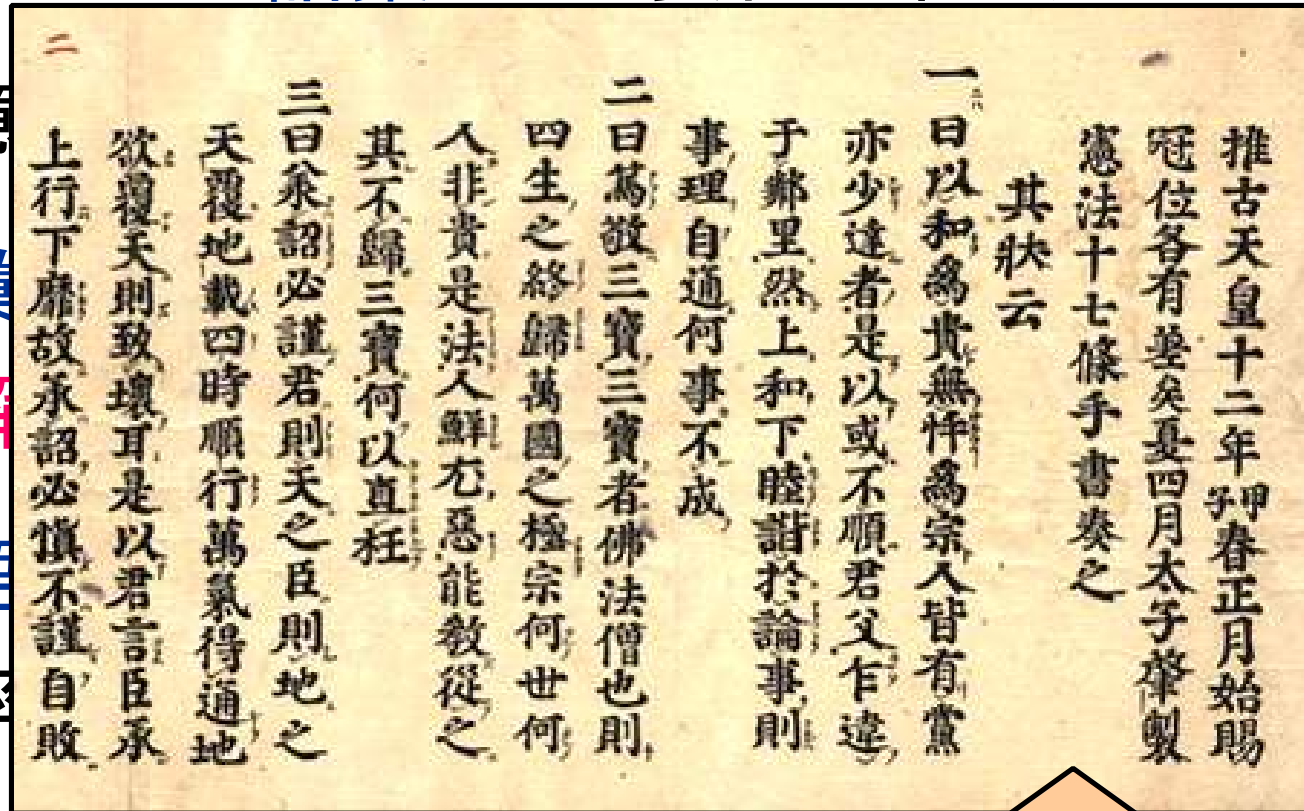 推古天皇十二年甲子春正月始賜
冠位各有差矣夏四月太子肇製
憲法十七條手書奏之
其狀云
一曰以和爲貴無忤爲宗人皆有黨
亦少達者是以或不順君父乍違
于鄰里然上和下睦諧於論事則
事理自通何事不成
二曰篤敬三寶三寶者佛法僧也則
四生之終歸萬國之極宗何世何
人非貴是法人鮮尤惡能敎從之
其不歸三寶何以直枉
三曰承詔必謹君則天之臣則地之
天覆地載四時順行萬氣得通地
欲覆天則致壞耳是以君言臣承
上行下靡故承詔必愼不謹自敗
二